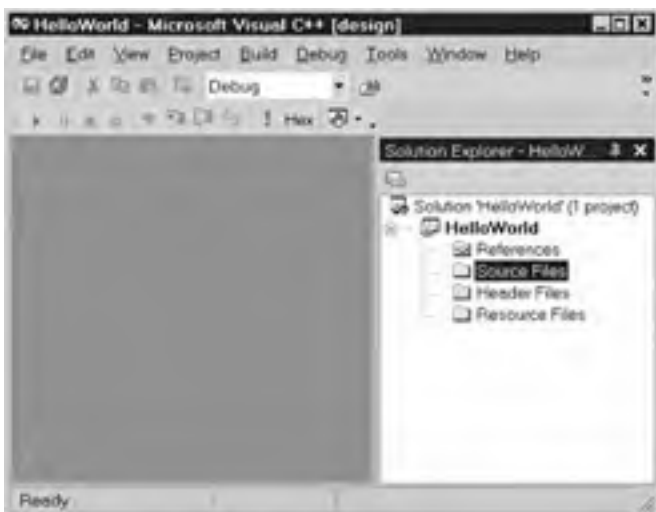 HelloWorld - Microsoft Visual C++ [design]
File Edit View Project Build Debug Tools Window Help
Debug
Hex
Solution Explorer - HelloW...
Solution 'HelloWorld' (1 project)
HelloWorld
References
Source Files
Header Files
Resource Files
Ready